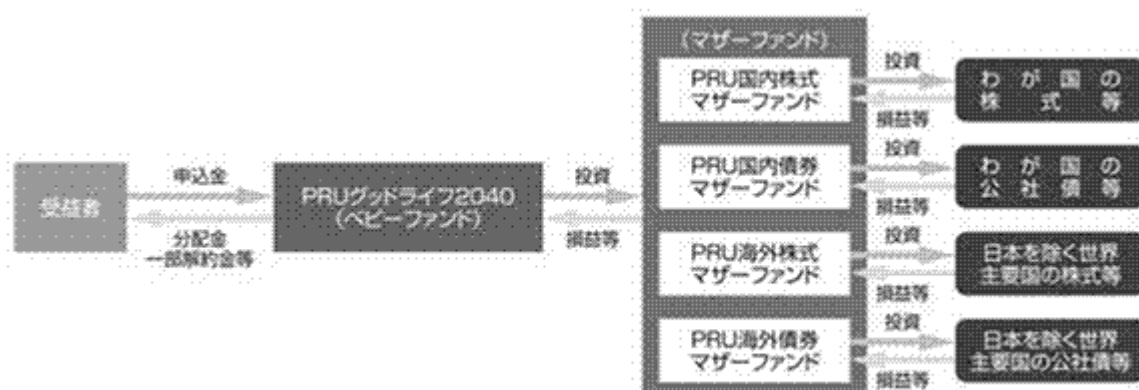 受益者
申込金
分配金
一部解約金等
PRUグッドライフ2040
(ベビーファンド)
投資
損益等
(マザーファンド)
PRU国内株式
マザーファンド
投資
損益等
わが国の
株式等
PRU国内債券
マザーファンド
投資
損益等
わが国の
公社債等
PRU海外株式
マザーファンド
投資
損益等
日本を除く世界
主要国の株式等
PRU海外債券
マザーファンド
投資
損益等
日本を除く世界
主要国の公社債等